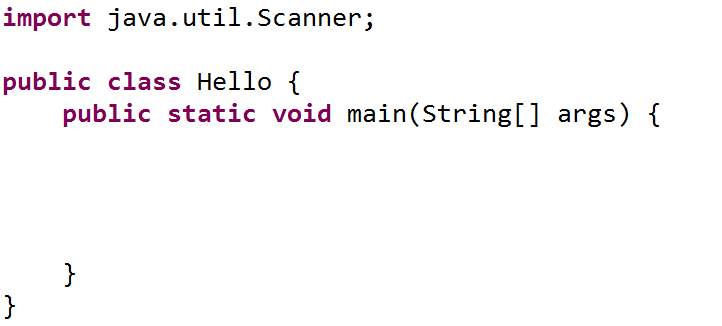 import java.util.Scanner;
public class Hello {
    public static void main(String[] args) {
    }
}